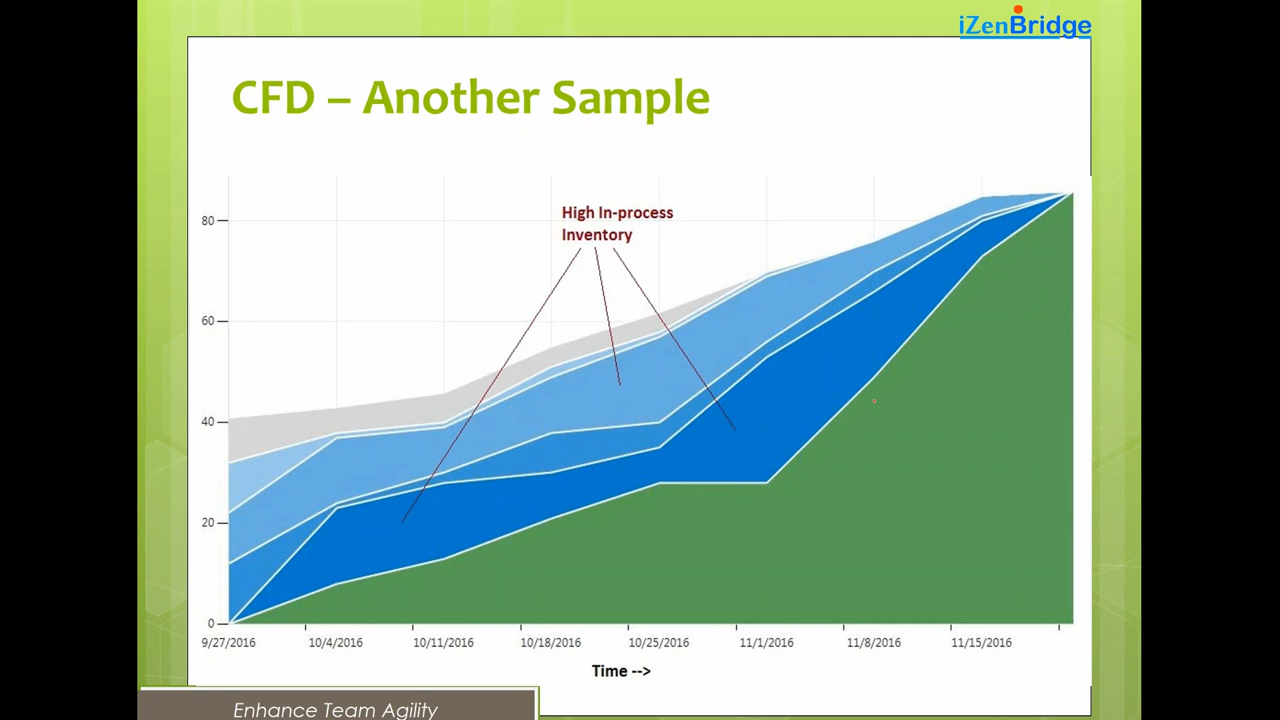 iZenBridge
CFD – Another Sample
High In-process
Inventory
80
60
40
20
0
9/27/2016 10/4/2016 10/11/2016 10/18/2016 10/25/2016 11/1/2016 11/8/2016 11/15/2016
Time -->
Enhance Team Agility